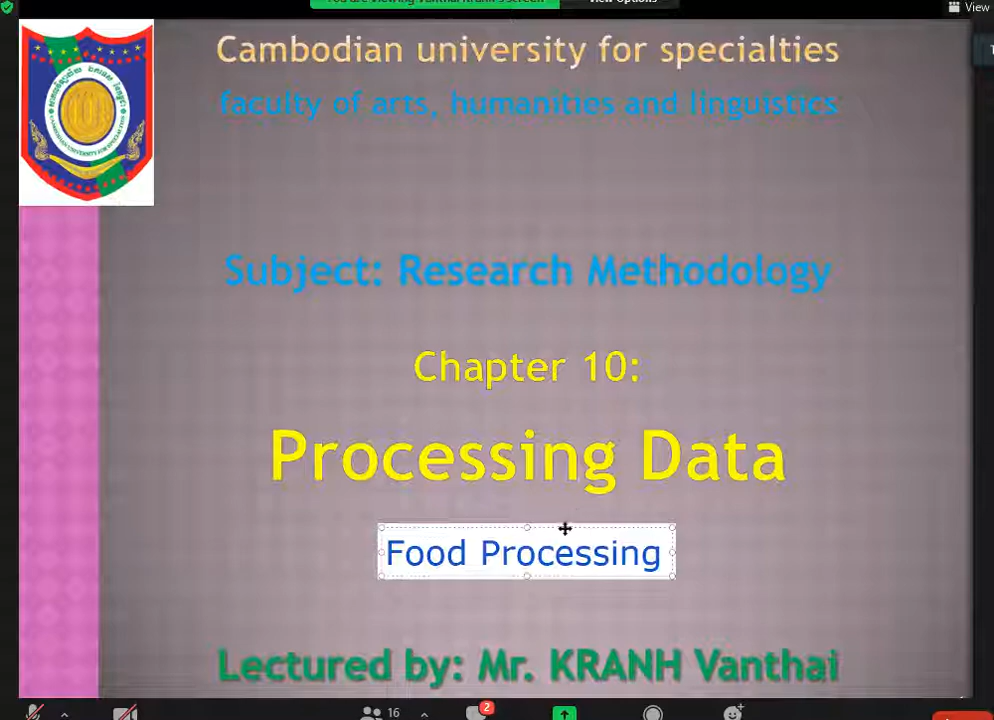 View
Cambodian university for specialties
faculty of arts, humanities and linguistics
Subject: Research Methodology
Chapter 10:
Processing Data
Food Processing
Lectured by: Mr. KRANH Vanthai
16
2